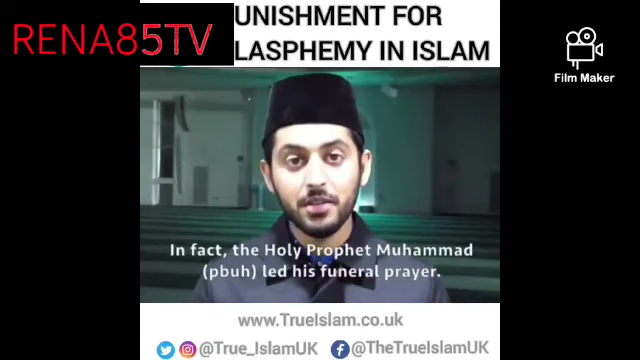 RENA85TV
UNISHMENT FOR
LASPHEMY IN ISLAM
Film Maker
In fact, the Holy Prophet Muhammad
(pbuh) led his funeral prayer.
www.TrueIslam.co.uk
@True_IslamUK @TheTrueIslamUK